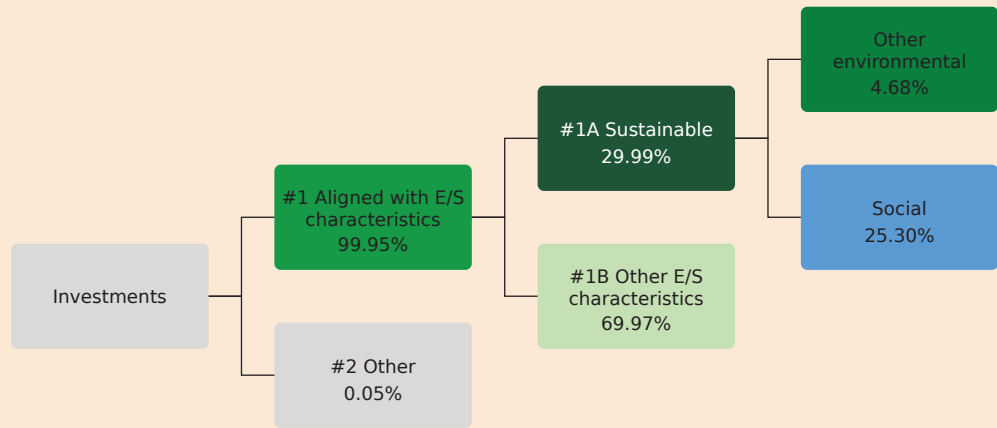 Investments
#1 Aligned with E/S
characteristics
99.95%
#2 Other
0.05%
#1A Sustainable
29.99%
#1B Other E/S
characteristics
69.97%
Other
environmental
4.68%
Social
25.30%